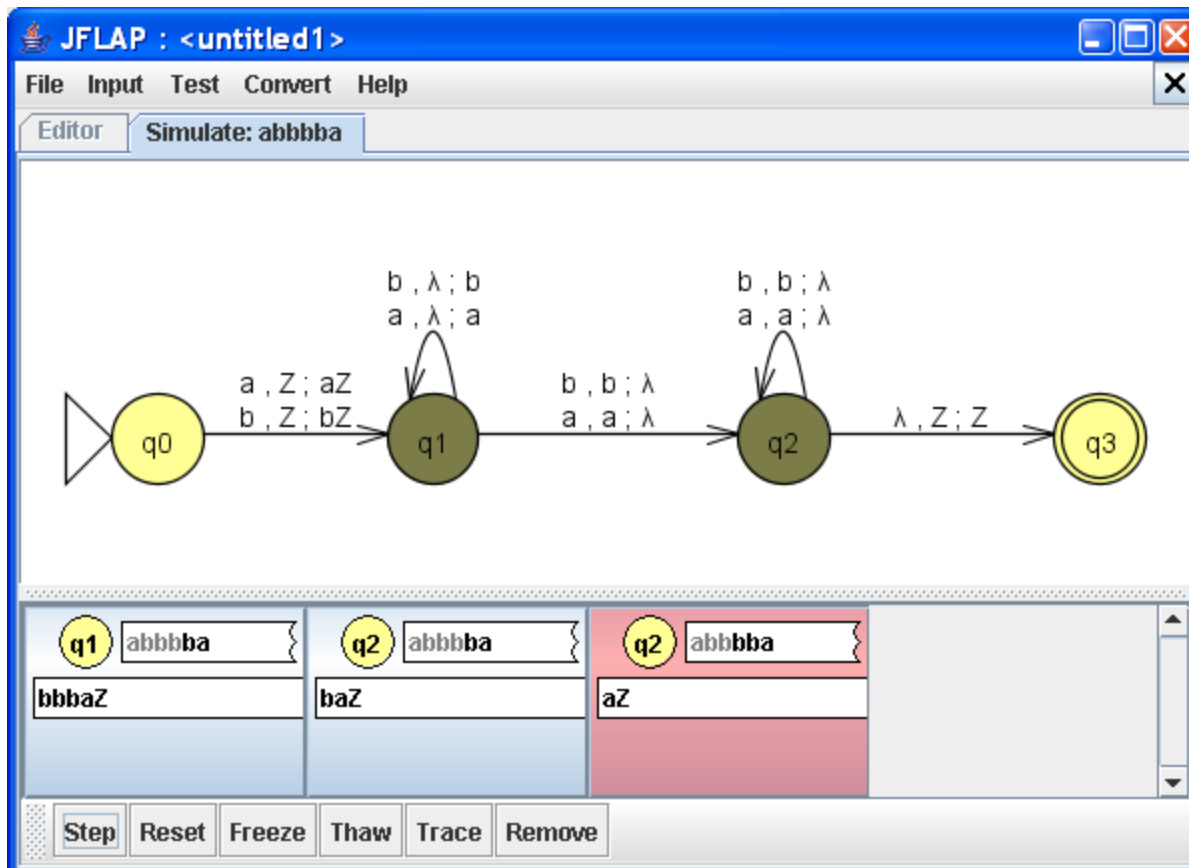 JFLAP : <untitled1>
File Input Test Convert Help
Editor Simulate: abbbba
b , λ ; b
a , λ ; a
b , b ; λ
a , a ; λ
a , Z ; aZ
b , Z ; bZ
b , b ; λ
a , a ; λ
λ , Z ; Z
q0 q1 q2 q3
q1 abbbba q2 abbbba q2 abbbba
bbbaZ baZ aZ
Step Reset Freeze Thaw Trace Remove